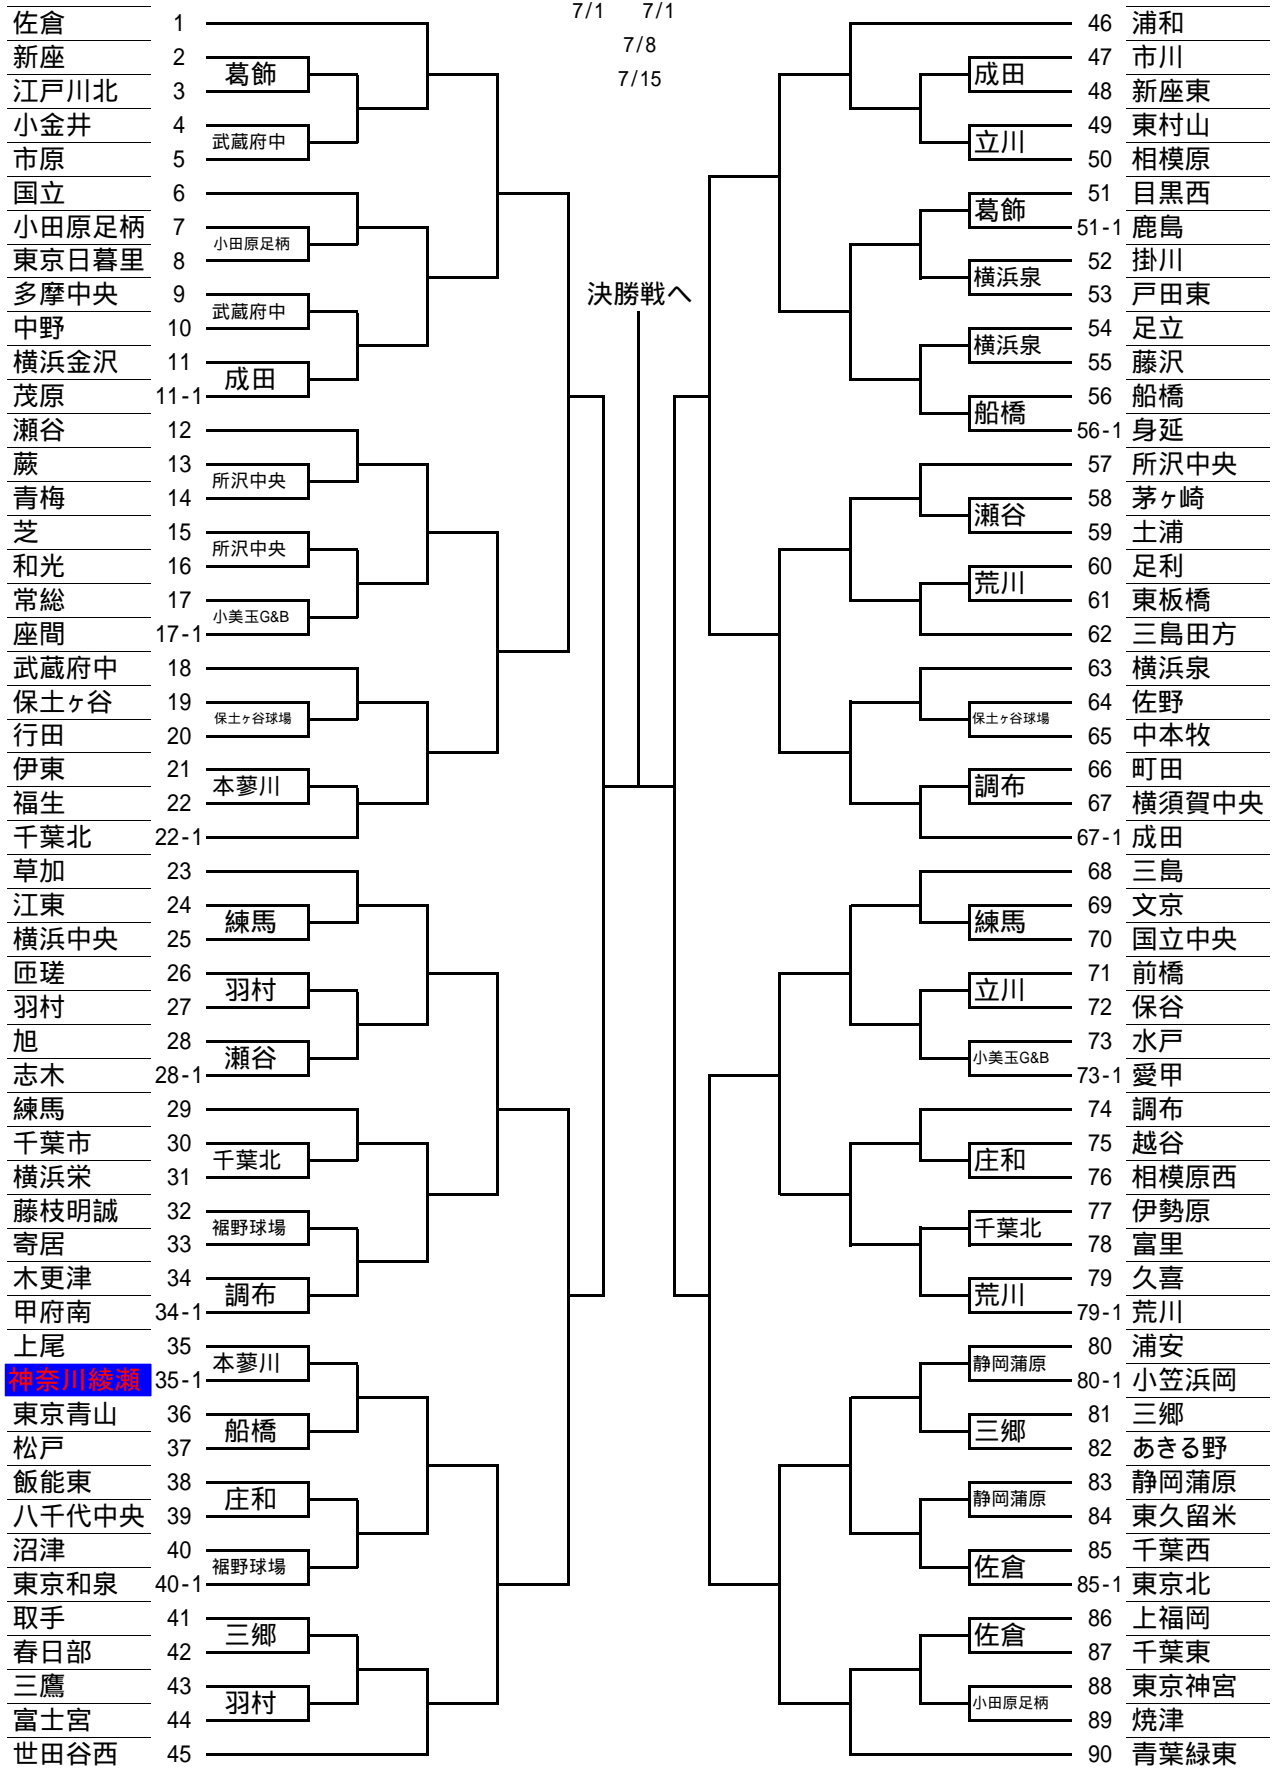 7/1 7/1
7/8
7/15
決勝戦へ
佐倉 1
新座 2
葛飾
江戸川北 3
小金井 4
武蔵府中
市原 5
国立 6
小田原足柄 7
小田原足柄
東京日暮里 8
多摩中央 9
武蔵府中
中野 10
横浜金沢 11
成田
茂原 11-1
瀬谷 12
蕨 13
所沢中央
青梅 14
芝 15
所沢中央
和光 16
常総 17
小美玉G&B
座間 17-1
武蔵府中 18
保土ヶ谷 19
保土ヶ谷球場
行田 20
伊東 21
本蓼川
福生 22
千葉北 22-1
草加 23
江東 24
練馬
横浜中央 25
匝瑳 26
羽村
羽村 27
旭 28
瀬谷
志木 28-1
練馬 29
千葉市 30
千葉北
横浜栄 31
藤枝明誠 32
裾野球場
寄居 33
木更津 34
調布
甲府南 34-1
上尾 35
本蓼川
神奈川綾瀬 35-1
東京青山 36
船橋
松戸 37
飯能東 38
庄和
八千代中央 39
沼津 40
裾野球場
東京和泉 40-1
取手 41
三郷
春日部 42
三鷹 43
羽村
富士宮 44
世田谷西 45
46 浦和
47 市川
成田
48 新座東
49 東村山
立川
50 相模原
51 目黒西
葛飾
51-1 鹿島
52 掛川
横浜泉
53 戸田東
54 足立
横浜泉
55 藤沢
56 船橋
船橋
56-1 身延
57 所沢中央
58 茅ヶ崎
瀬谷
59 土浦
60 足利
荒川
61 東板橋
62 三島田方
63 横浜泉
64 佐野
保土ヶ谷球場
65 中本牧
66 町田
調布
67 横須賀中央
67-1 成田
68 三島
69 文京
練馬
70 国立中央
71 前橋
立川
72 保谷
73 水戸
小美玉G&B
73-1 愛甲
74 調布
75 越谷
庄和
76 相模原西
77 伊勢原
千葉北
78 富里
79 久喜
荒川
79-1 荒川
80 浦安
静岡蒲原
80-1 小笠浜岡
81 三郷
三郷
82 あきる野
83 静岡蒲原
静岡蒲原
84 東久留米
85 千葉西
佐倉
85-1 東京北
86 上福岡
佐倉
87 千葉東
88 東京神宮
小田原足柄
89 焼津
90 青葉緑東